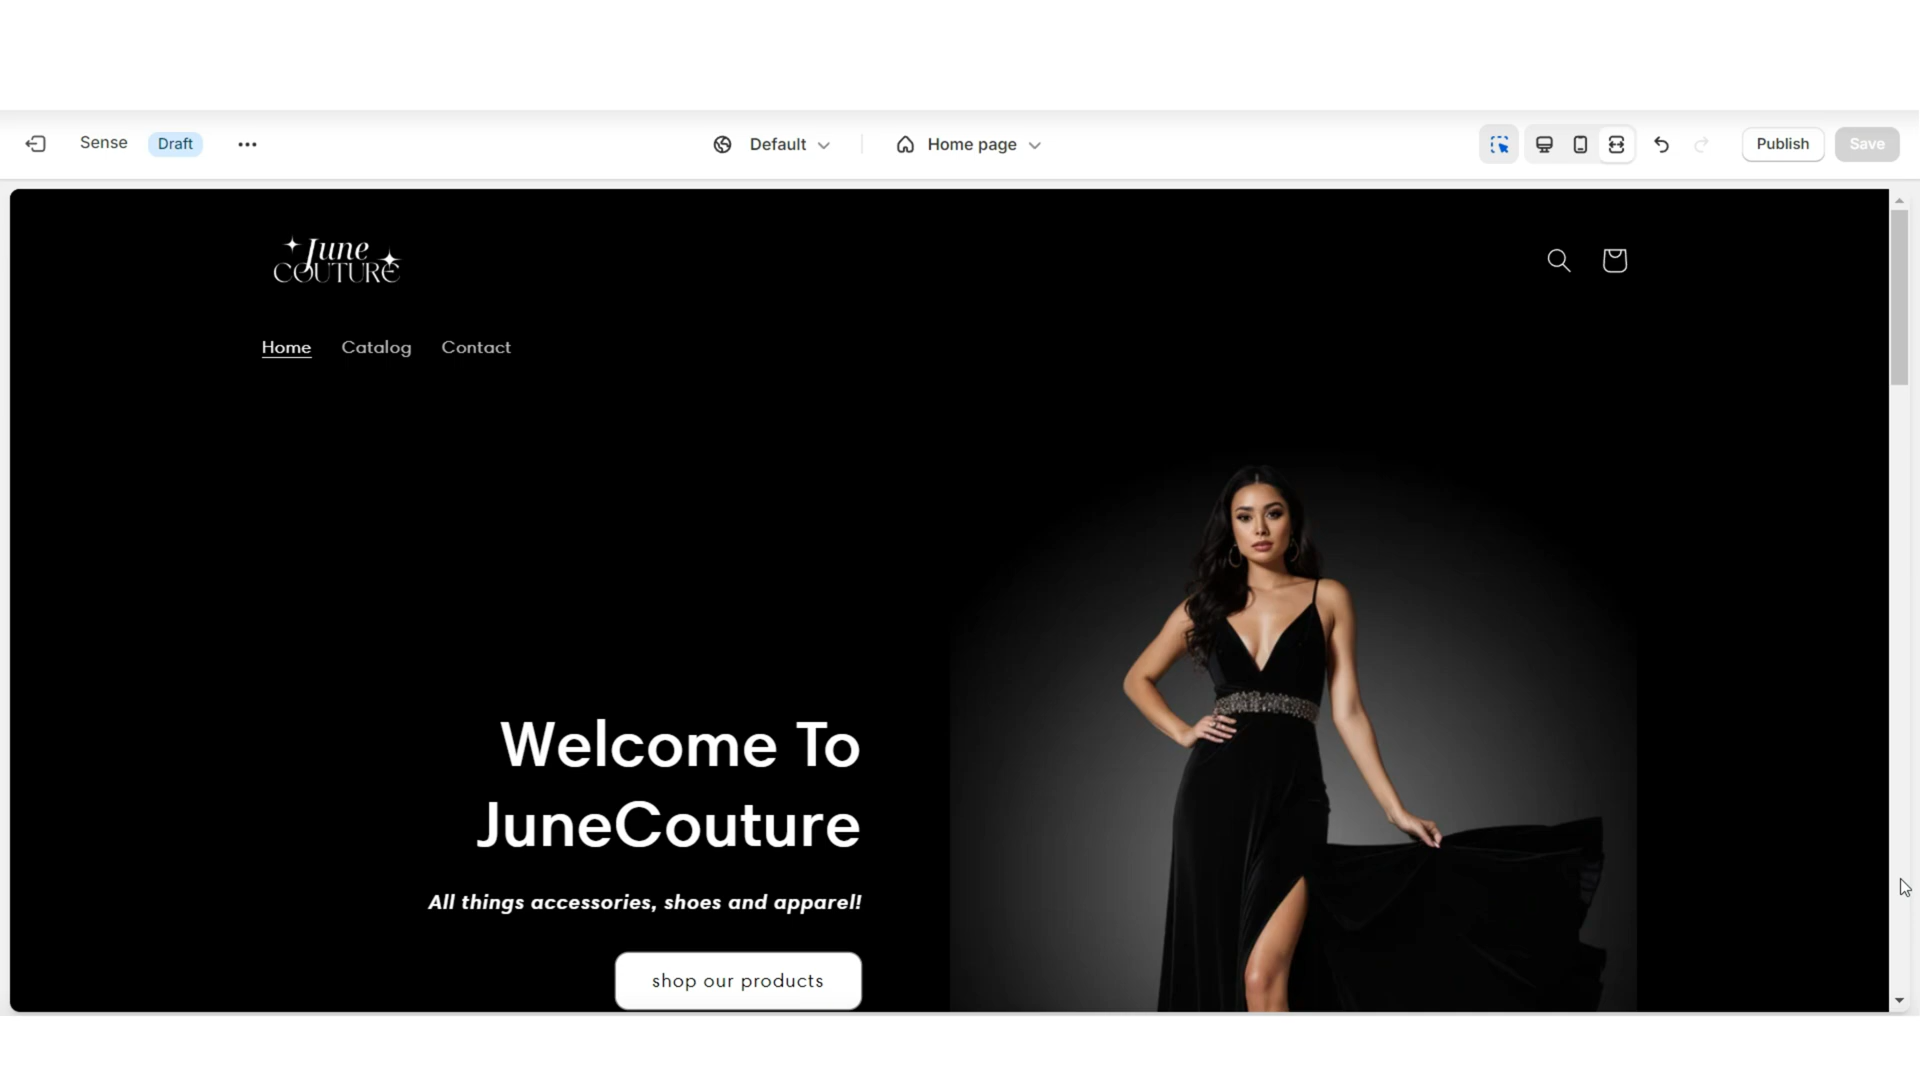 Sense Draft Default Home page Publish Save
June
COUTURE
Home Catalog Contact
Welcome To
JuneCouture
All things accessories, shoes and apparel!
shop our products